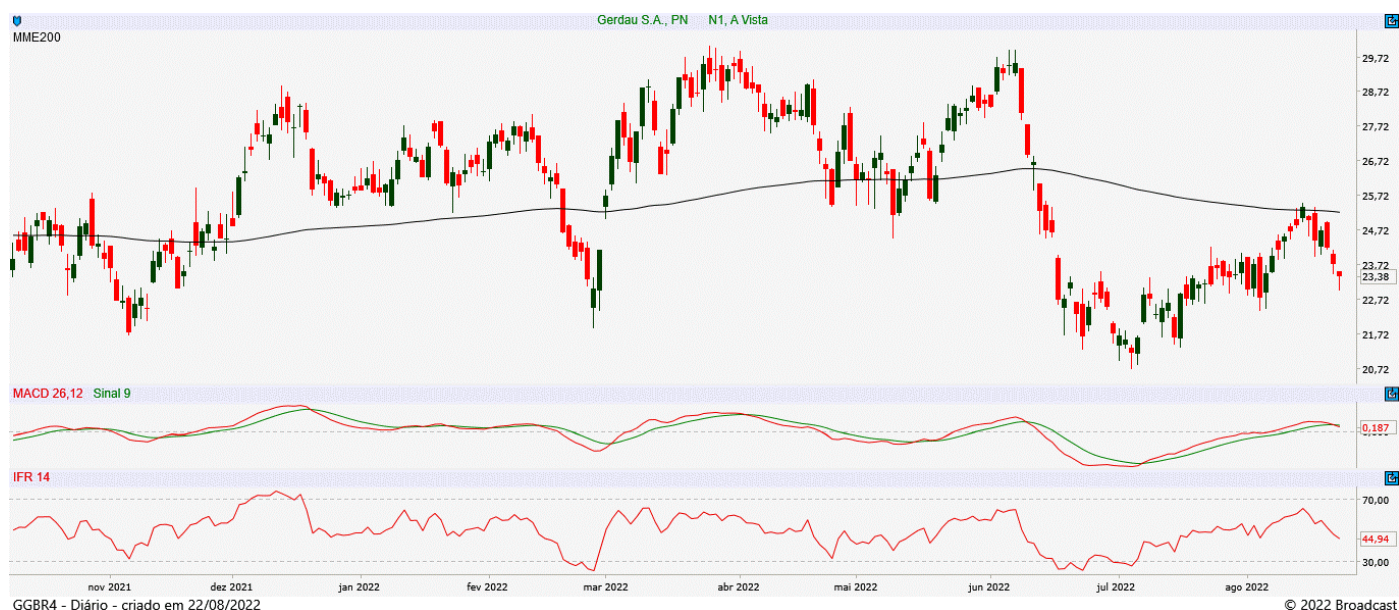 Gerdau S.A., PN N1, A Vista
MME200
29,72
28,72
27,72
26,72
25,72
24,72
23,72
23,38
22,72
21,72
20,72
MACD 26,12 Sinal 9
0,187
IFR 14
70,00
44,94
30,00
nov 2021 dez 2021 jan 2022 fev 2022 mar 2022 abr 2022 mai 2022 jun 2022 jul 2022 ago 2022
GGBR4 - Diário - criado em 22/08/2022 © 2022 Broadcast